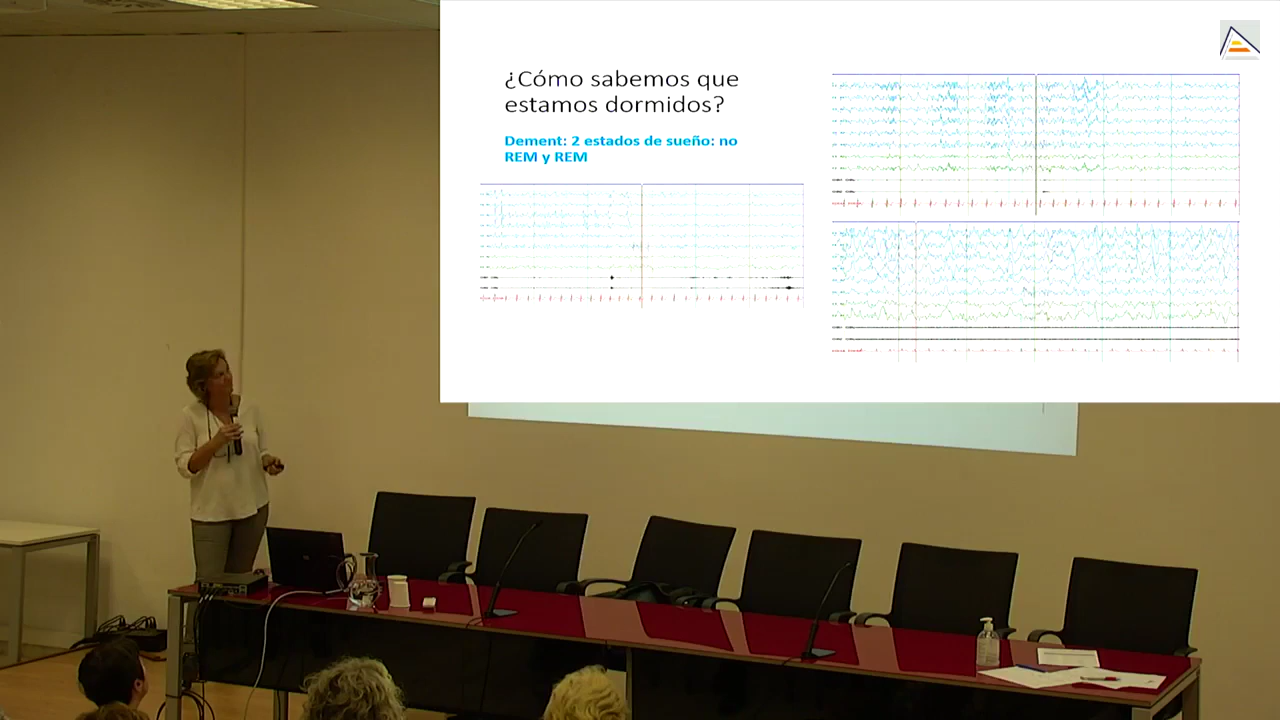 ¿Cómo sabemos que
estamos dormidos?
Dement: 2 estados de sueño: no
REM y REM